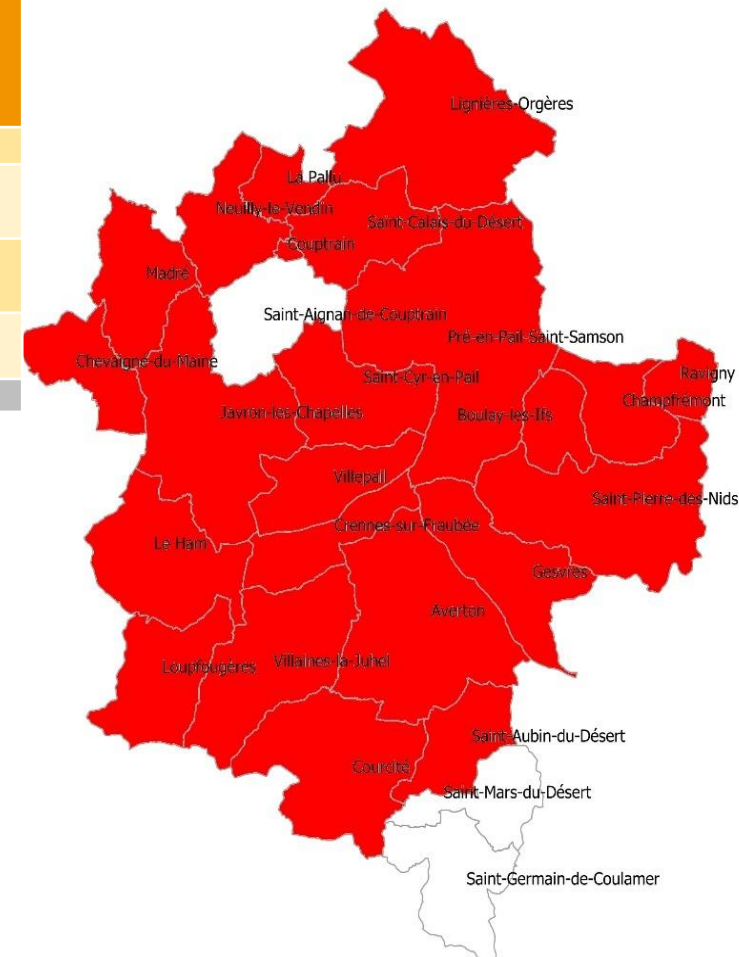 Lignières-Orgères
La Pallu
Neuilly-le-Vendin
Saint-Calais-du-Désert
Couptrain
Madré
Saint-Aignan-de-Couptrain
Pré-en-Pail-Saint-Samson
Chevaigné-du-Maine
Ravigny
Saint-Cyr-en-Pail
Champfrémont
Javron-les-Chapelles
Boulay-les-Ifs
Villepail
Saint-Pierre-des-Nids
Crennes-sur-Fraubée
Le Ham
Gesvres
Averton
Loupfougères
Villaines-la-Juhel
Saint-Aubin-du-Désert
Courcité
Saint-Mars-du-Désert
Saint-Germain-de-Coulamer